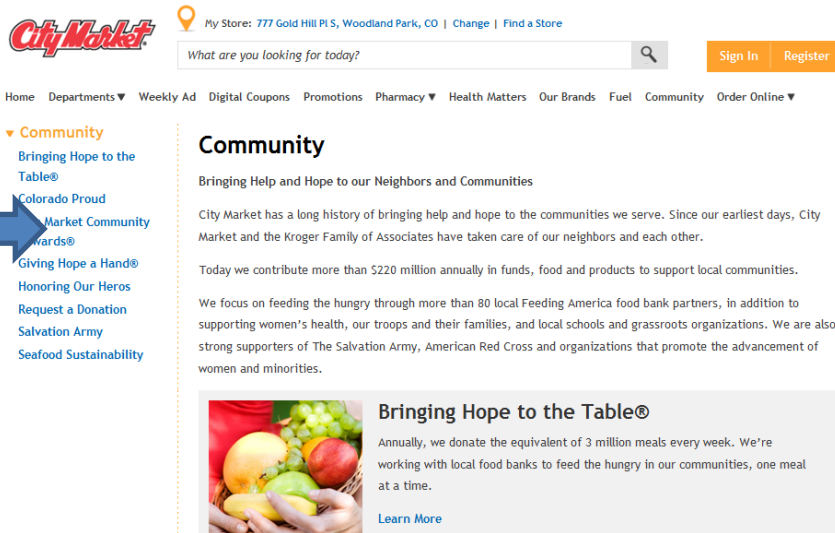 City Market.
My Store: 777 Gold Hill Pl S, Woodland Park, CO | Change | Find a Store
What are you looking for today?
Sign In Register
Home Departments▼ Weekly Ad Digital Coupons Promotions Pharmacy▼ Health Matters Our Brands Fuel Community Order Online▼
▼ Community
Bringing Hope to the
Table®
Colorado Proud
Market Community
wards®
Giving Hope a Hand®
Honoring Our Heros
Request a Donation
Salvation Army
Seafood Sustainability
Community
Bringing Help and Hope to our Neighbors and Communities
City Market has a long history of bringing help and hope to the communities we serve. Since our earliest days, City
Market and the Kroger Family of Associates have taken care of our neighbors and each other.
Today we contribute more than $220 million annually in funds, food and products to support local communities.
We focus on feeding the hungry through more than 80 local Feeding America food bank partners, in addition to
supporting women's health, our troops and their families, and local schools and grassroots organizations. We are also
strong supporters of The Salvation Army, American Red Cross and organizations that promote the advancement of
women and minorities.
Bringing Hope to the Table®
Annually, we donate the equivalent of 3 million meals every week. We're
working with local food banks to feed the hungry in our communities, one meal
at a time.
Learn More